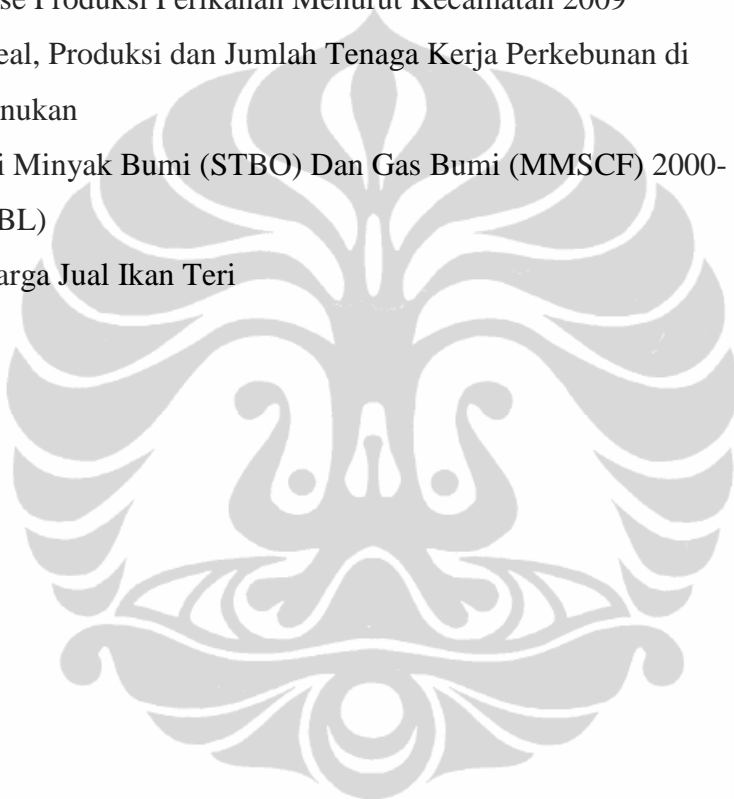 se Produksi Perikanan Menurut Kecamatan 2009
eal, Produksi dan Jumlah Tenaga Kerja Perkebunan di
nukan
i Minyak Bumi (STBO) Dan Gas Bumi (MMSCF) 2000-
BL)
arga Jual Ikan Teri